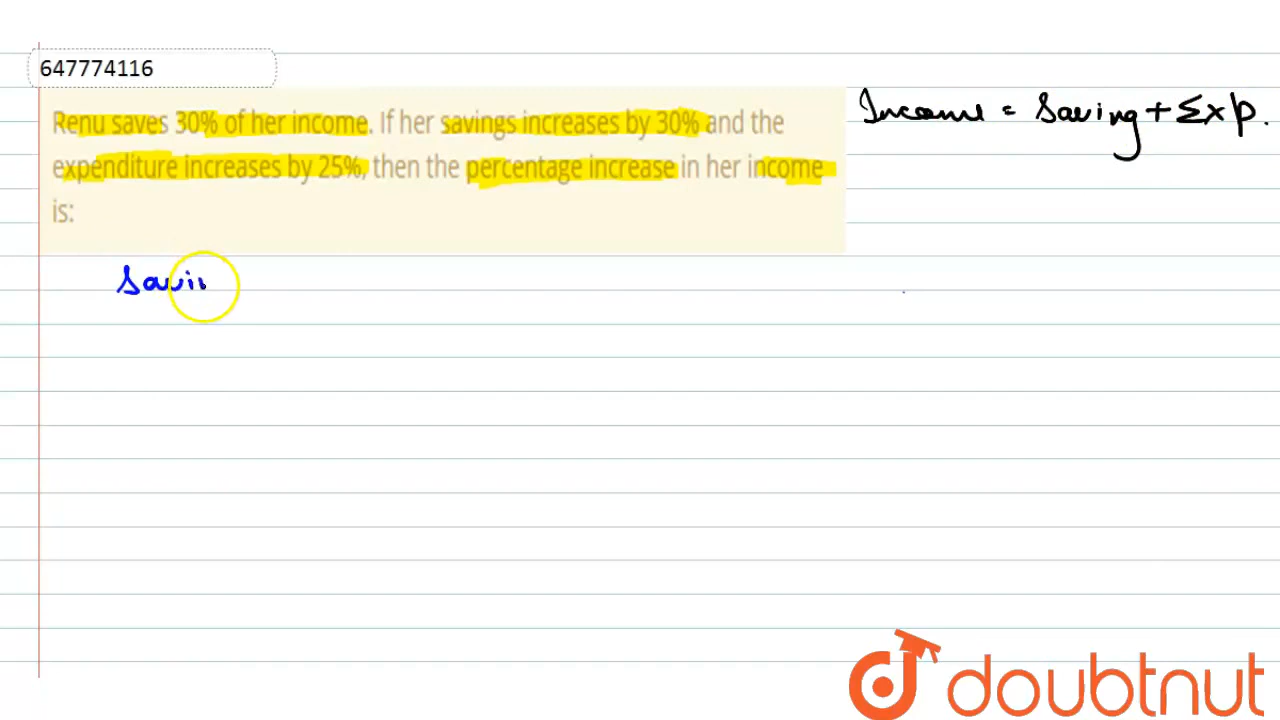 647774116
Renu saves 30% of her income. If her savings increases by 30% and the
expenditure increases by 25%, then the percentage increase in her income
is:
Income = Saving + Exp.
Savin
doubtnut